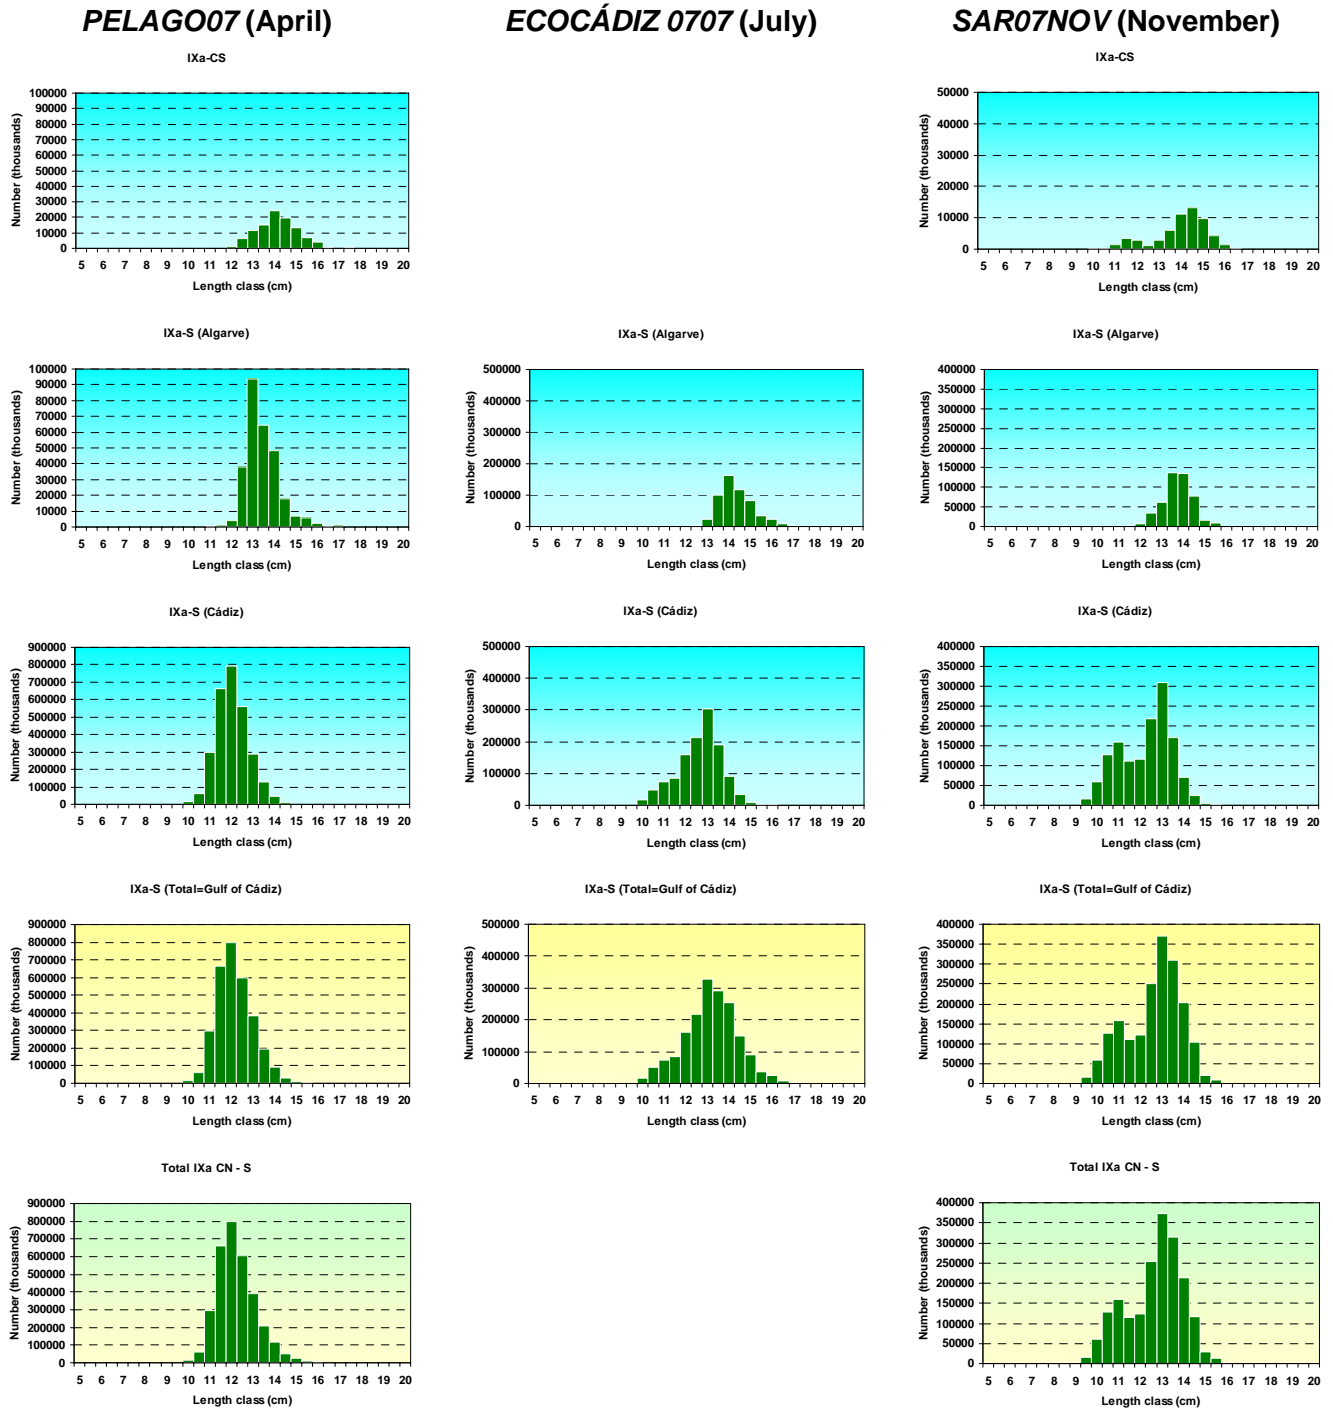 PELAGO07 (April)
ECOCÁDIZ 0707 (July)
SAR07NOV (November)
IXa-CS
Number (thousands)
100000
90000
80000
70000
60000
50000
40000
30000
20000
10000
0
5 6 7 8 9 10 11 12 13 14 15 16 17 18 19 20
Length class (cm)
IXa-CS
Number (thousands)
50000
40000
30000
20000
10000
0
5 6 7 8 9 10 11 12 13 14 15 16 17 18 19 20
Length class (cm)
IXa-S (Algarve)
Number (thousands)
100000
90000
80000
70000
60000
50000
40000
30000
20000
10000
0
5 6 7 8 9 10 11 12 13 14 15 16 17 18 19 20
Length class (cm)
IXa-S (Algarve)
Number (thousands)
500000
400000
300000
200000
100000
0
5 6 7 8 9 10 11 12 13 14 15 16 17 18 19 20
Length class (cm)
IXa-S (Algarve)
Number (thousands)
400000
350000
300000
250000
200000
150000
100000
50000
0
5 6 7 8 9 10 11 12 13 14 15 16 17 18 19 20
Length class (cm)
IXa-S (Cádiz)
Number (thousands)
900000
800000
700000
600000
500000
400000
300000
200000
100000
0
5 6 7 8 9 10 11 12 13 14 15 16 17 18 19 20
Length class (cm)
IXa-S (Cádiz)
Number (thousands)
500000
400000
300000
200000
100000
0
5 6 7 8 9 10 11 12 13 14 15 16 17 18 19 20
Length class (cm)
IXa-S (Cádiz)
Number (thousands)
400000
350000
300000
250000
200000
150000
100000
50000
0
5 6 7 8 9 10 11 12 13 14 15 16 17 18 19 20
Length class (cm)
IXa-S (Total=Gulf of Cádiz)
Number (thousands)
900000
800000
700000
600000
500000
400000
300000
200000
100000
0
5 6 7 8 9 10 11 12 13 14 15 16 17 18 19 20
Length class (cm)
IXa-S (Total=Gulf of Cádiz)
Number (thousands)
500000
400000
300000
200000
100000
0
5 6 7 8 9 10 11 12 13 14 15 16 17 18 19 20
Length class (cm)
IXa-S (Total=Gulf of Cádiz)
Number (thousands)
400000
350000
300000
250000
200000
150000
100000
50000
0
5 6 7 8 9 10 11 12 13 14 15 16 17 18 19 20
Length class (cm)
Total IXa CN - S
Number (thousands)
900000
800000
700000
600000
500000
400000
300000
200000
100000
0
5 6 7 8 9 10 11 12 13 14 15 16 17 18 19 20
Length class (cm)
Total IXa CN - S
Number (thousands)
400000
350000
300000
250000
200000
150000
100000
50000
0
5 6 7 8 9 10 11 12 13 14 15 16 17 18 19 20
Length class (cm)